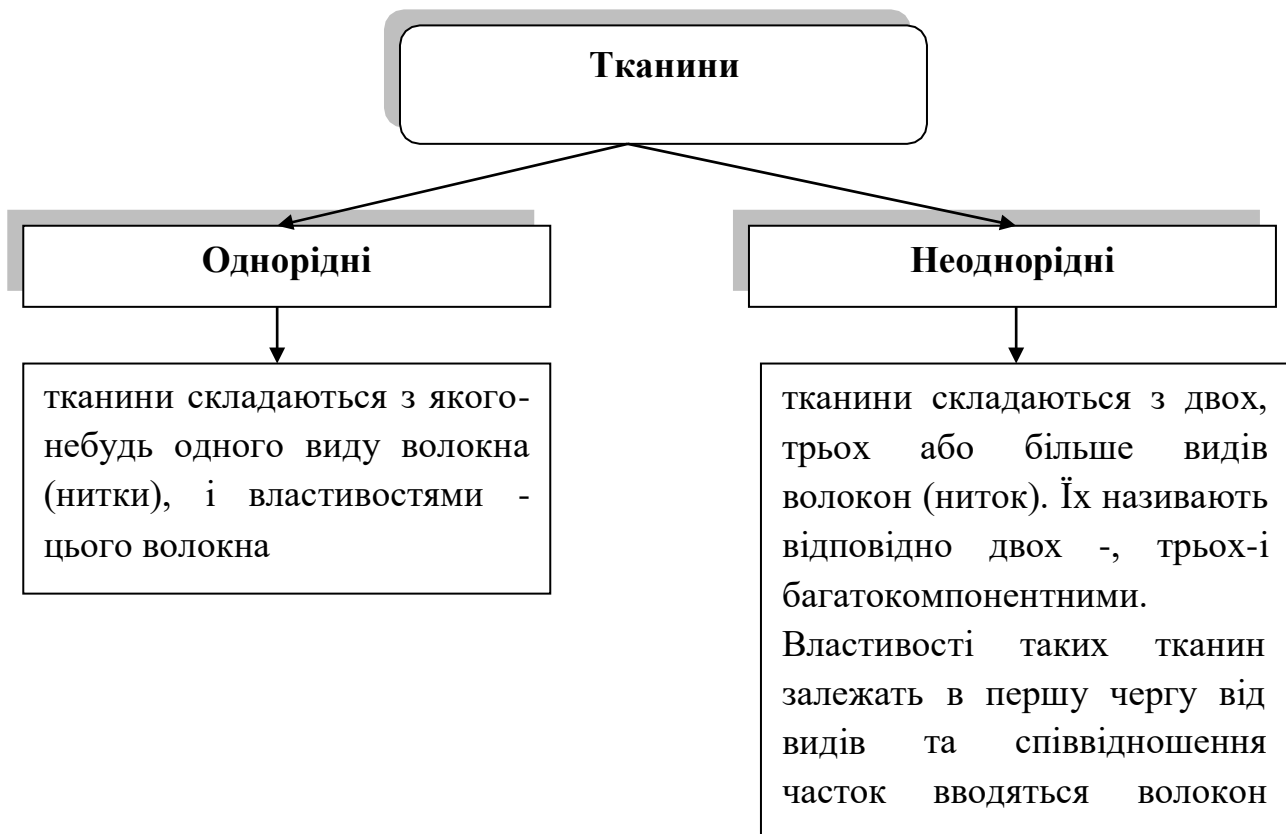 Тканини
Однорідні
Неоднорідні
тканини складаються з якого-
небудь одного виду волокна
(нитки), і властивостями -
цього волокна
тканини складаються з двох,
трьох або більше видів
волокон (ниток). Їх називають
відповідно двох -, трьох-і
багатокомпонентними.
Властивості таких тканин
залежать в першу чергу від
видів та співвідношення
часток вводяться волокон